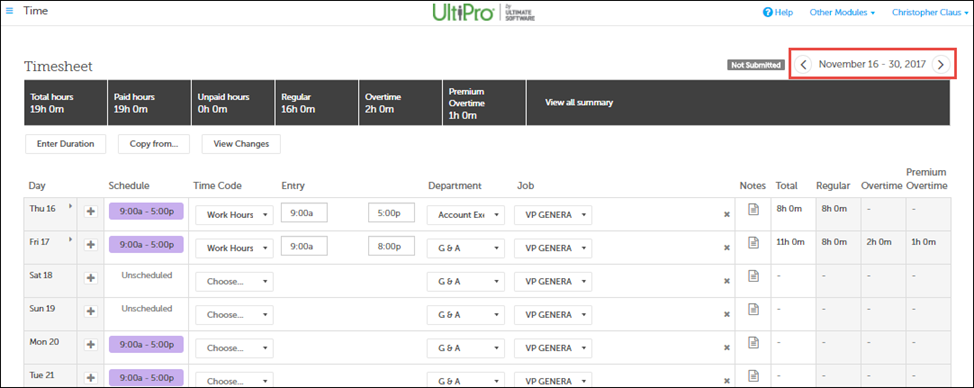 Time
UltiPro® by ULTIMATE SOFTWARE
? Help Other Modules Christopher Claus
Timesheet
Not Submitted
November 16 - 30, 2017
Total hours Paid hours Unpaid hours Regular Overtime Premium Overtime View all summary
19h 0m 19h 0m 0h 0m 16h 0m 2h 0m 1h 0m
Enter Duration Copy from... View Changes
Day Schedule Time Code Entry Department Job Notes Total Regular Overtime Premium Overtime
Thu 16 9:00a - 5:00p Work Hours 9:00a 5:00p Account Exe VP GENERA 8h 0m 8h 0m - -
Fri 17 9:00a - 5:00p Work Hours 9:00a 8:00p G & A VP GENERA 11h 0m 8h 0m 2h 0m 1h 0m
Sat 18 Unscheduled Choose... G & A VP GENERA - - - -
Sun 19 Unscheduled Choose... G & A VP GENERA - - - -
Mon 20 9:00a - 5:00p Choose... G & A VP GENERA - - - -
Tue 21 9:00a - 5:00p Choose... G & A VP GENERA - - - -